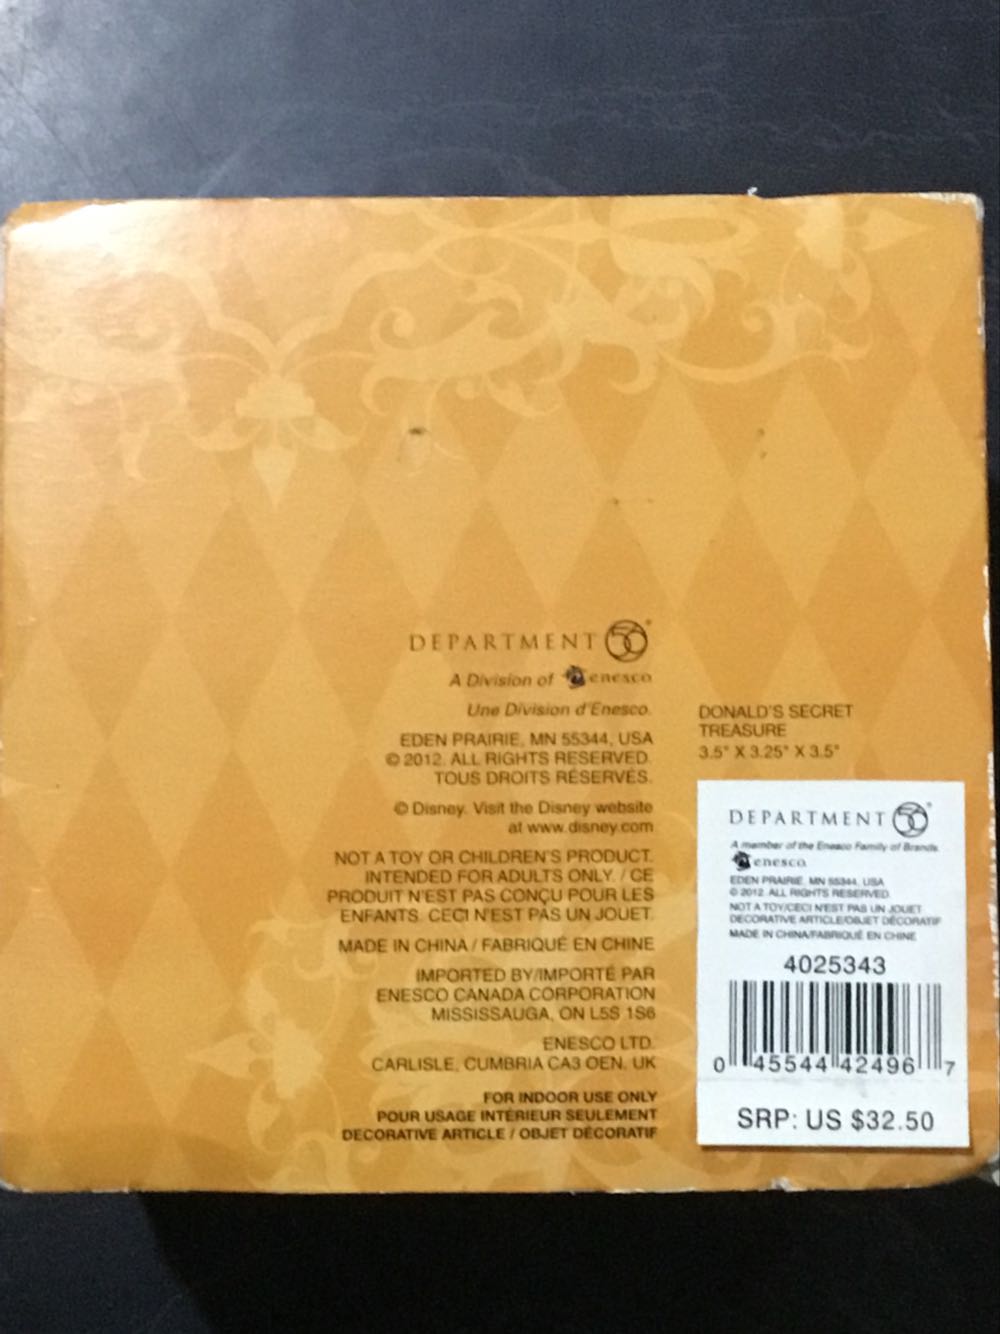 DEPARTMENT 56®
A Division of enesco
Une Division d'Enesco.
EDEN PRAIRIE, MN 55344, USA
© 2012. ALL RIGHTS RESERVED.
TOUS DROITS RÉSERVÉS.
© Disney. Visit the Disney website
at www.disney.com
NOT A TOY OR CHILDREN'S PRODUCT.
INTENDED FOR ADULTS ONLY. / CE
PRODUIT N'EST PAS CONÇU POUR LES
ENFANTS. CECI N'EST PAS UN JOUET.
MADE IN CHINA / FABRIQUÉ EN CHINE
IMPORTED BY/IMPORTÉ PAR
ENESCO CANADA CORPORATION
MISSISSAUGA, ON L5S 1S6
ENESCO LTD.
CARLISLE, CUMBRIA CA3 OEN. UK
FOR INDOOR USE ONLY
POUR USAGE INTÉRIEUR SEULEMENT
DECORATIVE ARTICLE / OBJET DÉCORATIF
DONALD'S SECRET
TREASURE
3.5" X 3.25" X 3.5"
DEPARTMENT 56®
A member of the Enesco Family of Brands.
enesco.
EDEN PRAIRIE, MN 55344, USA
© 2012. ALL RIGHTS RESERVED.
NOT A TOY/CECI N'EST PAS UN JOUET
DECORATIVE ARTICLE/OBJET DÉCORATIF
MADE IN CHINA/FABRIQUÉ EN CHINE
4025343
0 45544 42496 7
SRP: US $32.50